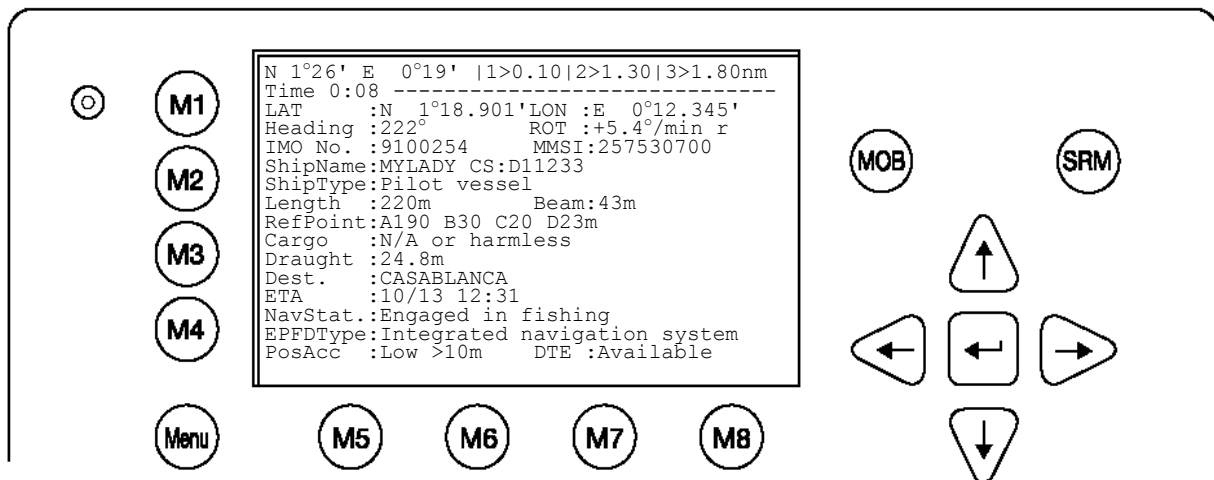 N 1°26' E 0°19' |1>0.10|2>1.30|3>1.80nm
Time 0:08 ------------------------------
LAT :N 1°18.901'LON :E 0°12.345'
Heading :222° ROT :+5.4°/min r
IMO No. :9100254 MMSI:257530700
ShipName:MYLADY CS:D11233
ShipType:Pilot vessel
Length :220m Beam:43m
RefPoint:A190 B30 C20 D23m
Cargo :N/A or harmless
Draught :24.8m
Dest. :CASABLANCA
ETA :10/13 12:31
NavStat.:Engaged in fishing
EPFDType:Integrated navigation system
PosAcc :Low >10m DTE :Available
M1
M2
M3
M4
Menu
M5
M6
M7
M8
MOB
SRM